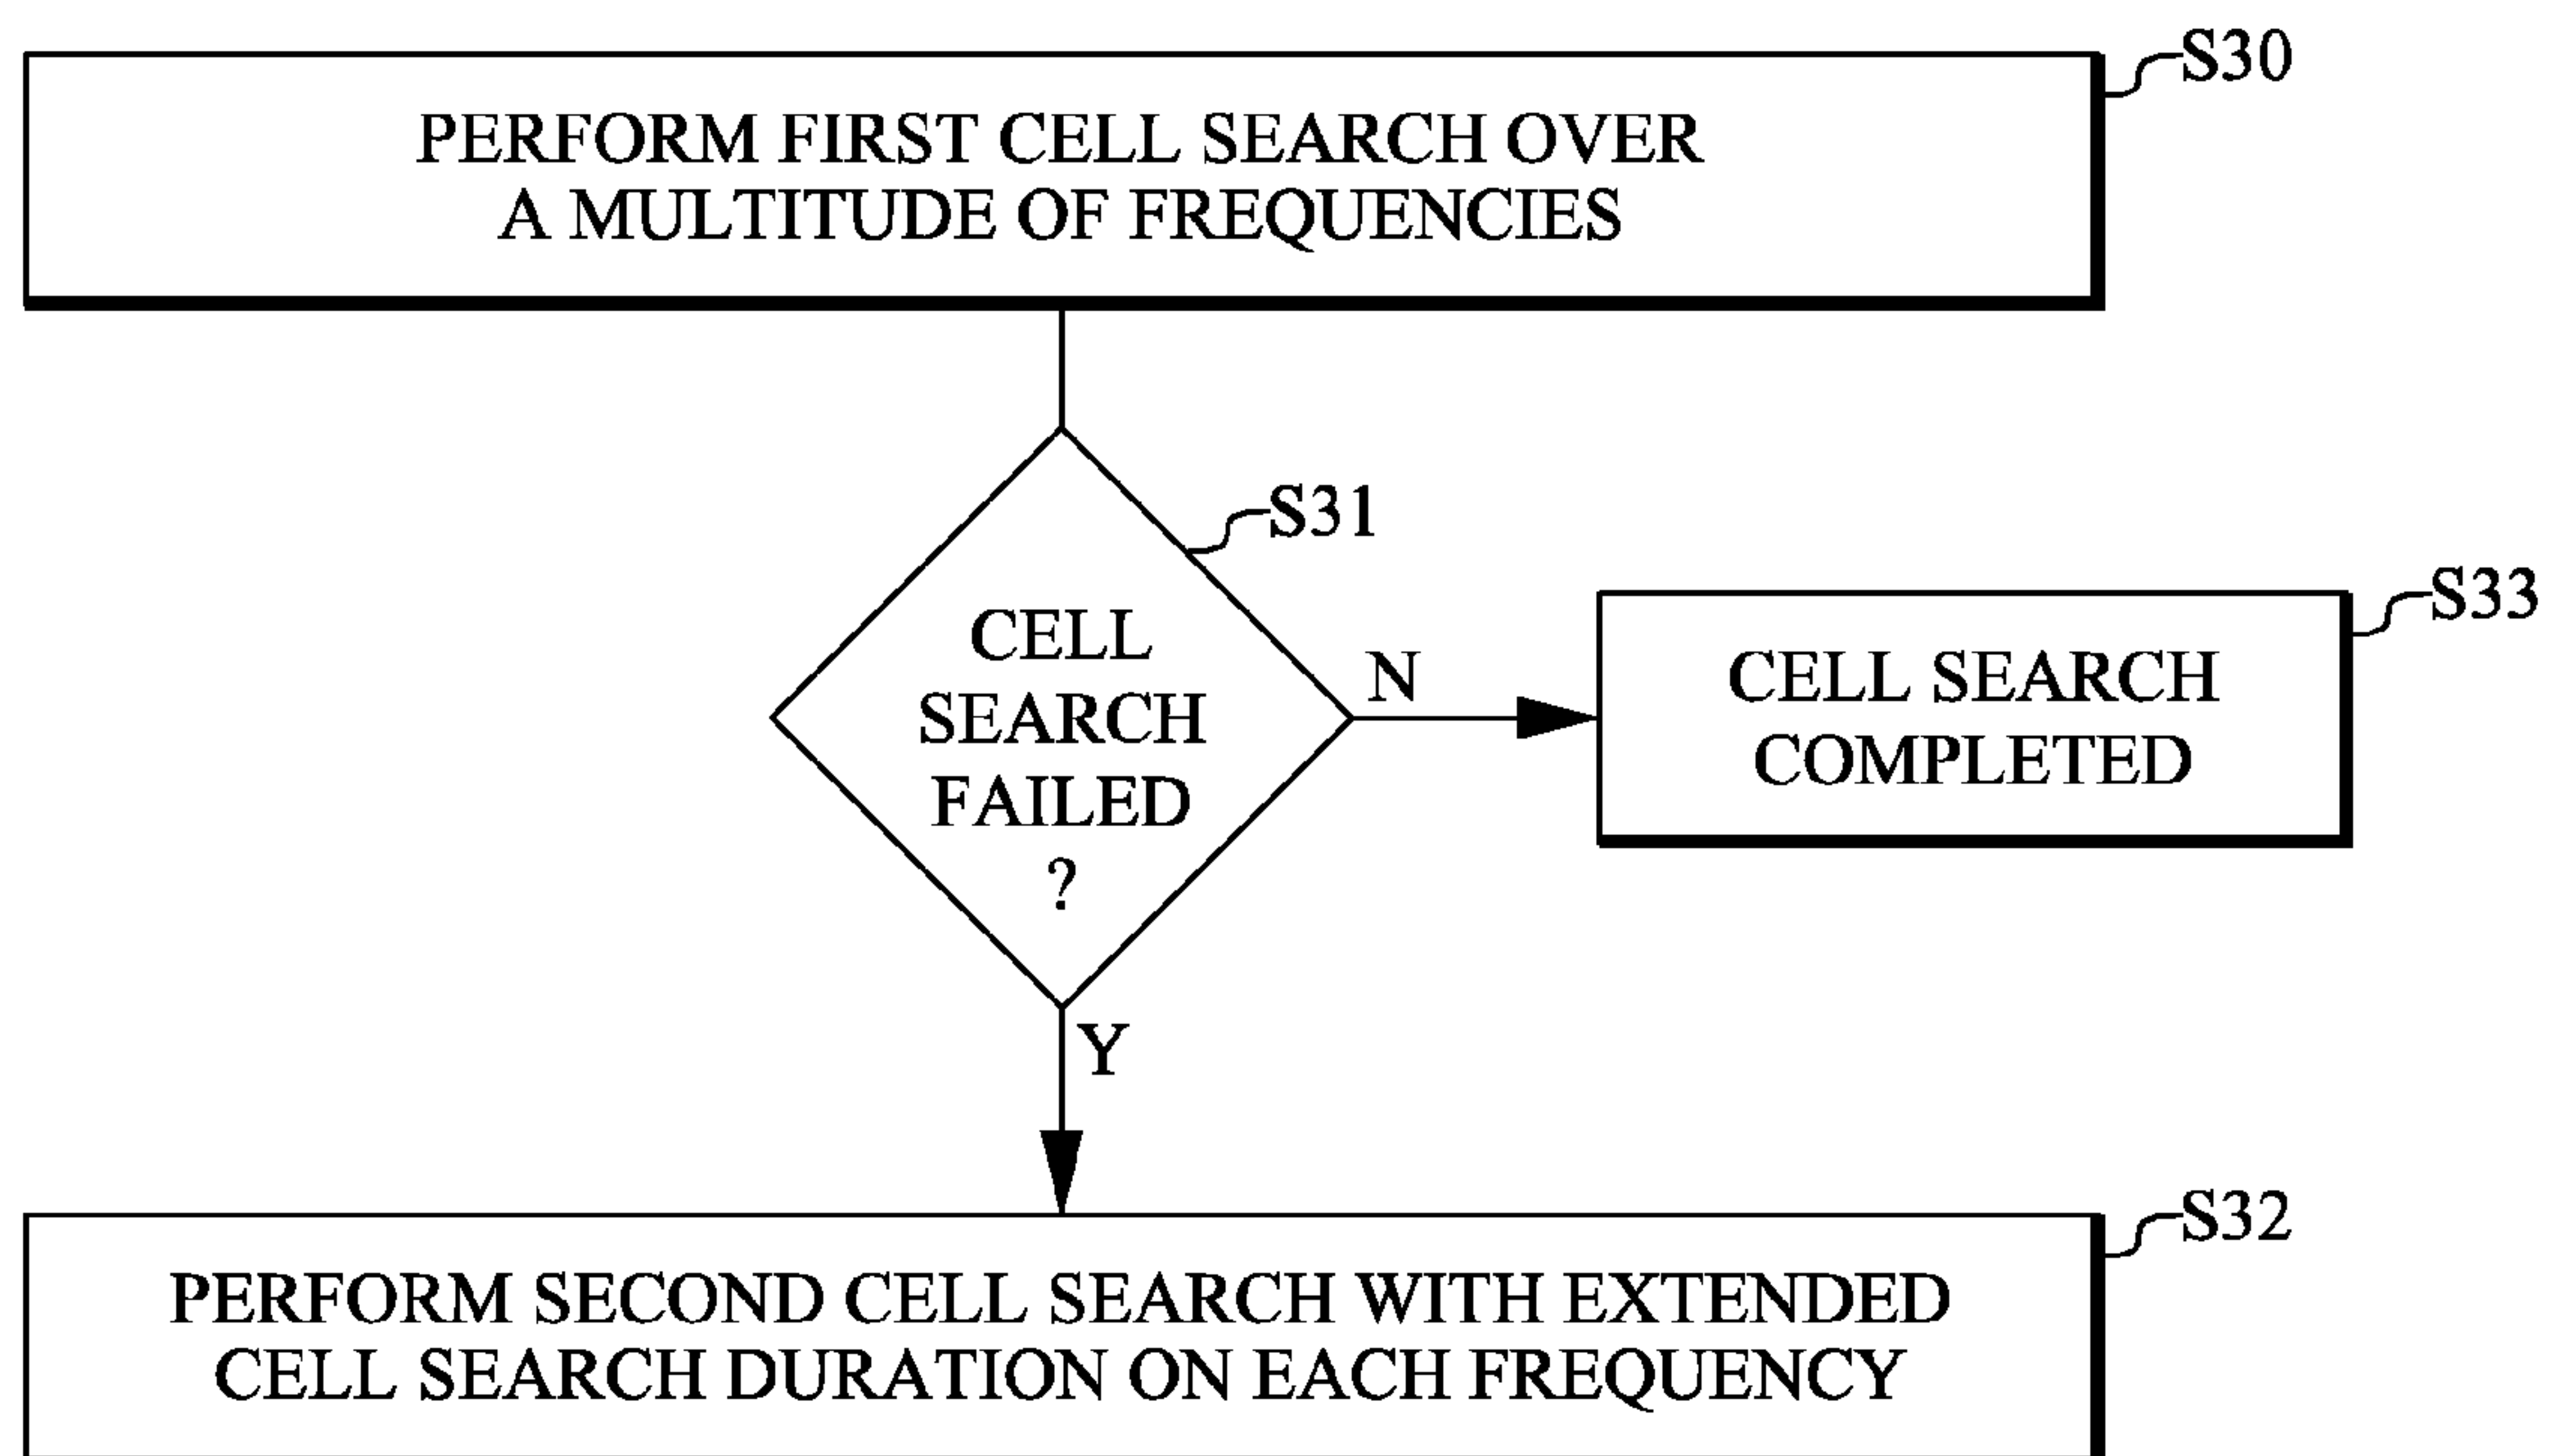 S30
PERFORM FIRST CELL SEARCH OVER
A MULTITUDE OF FREQUENCIES
S31
CELL
SEARCH
FAILED
?
N
S33
CELL SEARCH
COMPLETED
Y
S32
PERFORM SECOND CELL SEARCH WITH EXTENDED
CELL SEARCH DURATION ON EACH FREQUENCY